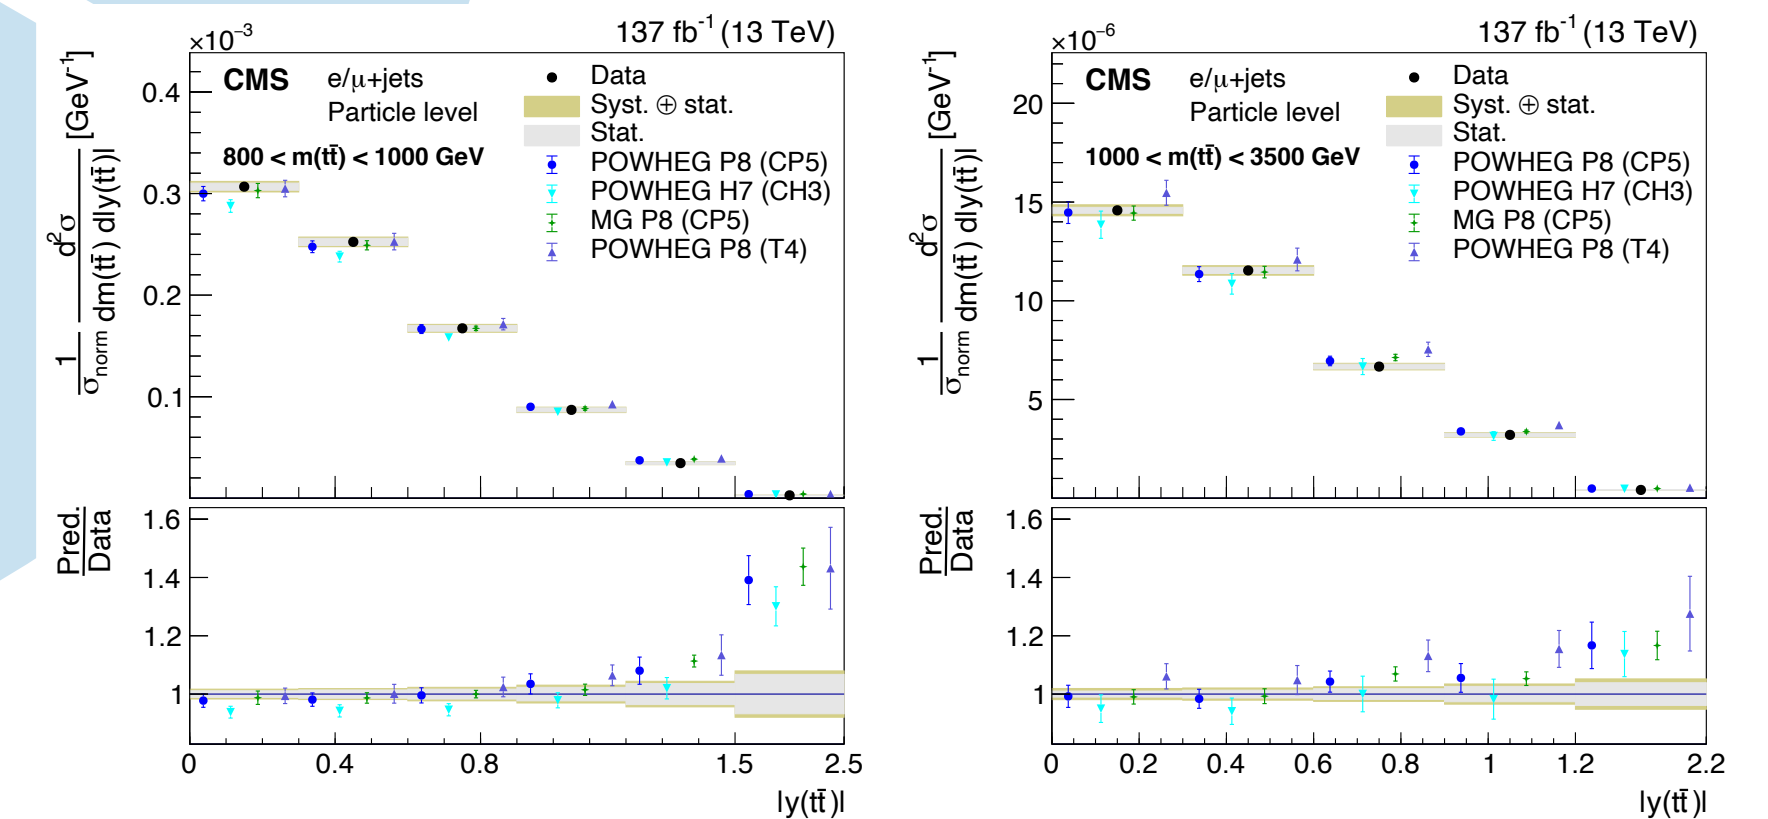 ×10⁻³
137 fb⁻¹ (13 TeV)
CMS
e/μ+jets
Particle level
800 < m(tt̄) < 1000 GeV
Data
Syst. ⊕ stat.
Stat.
POWHEG P8 (CP5)
POWHEG H7 (CH3)
MG P8 (CP5)
POWHEG P8 (T4)
1/σnorm d²σ/dm(tt̄) d|y(tt̄)| [GeV⁻¹]
0.4
0.3
0.2
0.1
Pred.
Data
1.6
1.4
1.2
1
0 0.4 0.8 1.5 2.5
|y(tt̄)|
×10⁻⁶
137 fb⁻¹ (13 TeV)
CMS
e/μ+jets
Particle level
1000 < m(tt̄) < 3500 GeV
Data
Syst. ⊕ stat.
Stat.
POWHEG P8 (CP5)
POWHEG H7 (CH3)
MG P8 (CP5)
POWHEG P8 (T4)
1/σnorm d²σ/dm(tt̄) d|y(tt̄)| [GeV⁻¹]
20
15
10
5
Pred.
Data
1.6
1.4
1.2
1
0 0.2 0.4 0.6 0.8 1 1.2 2.2
|y(tt̄)|